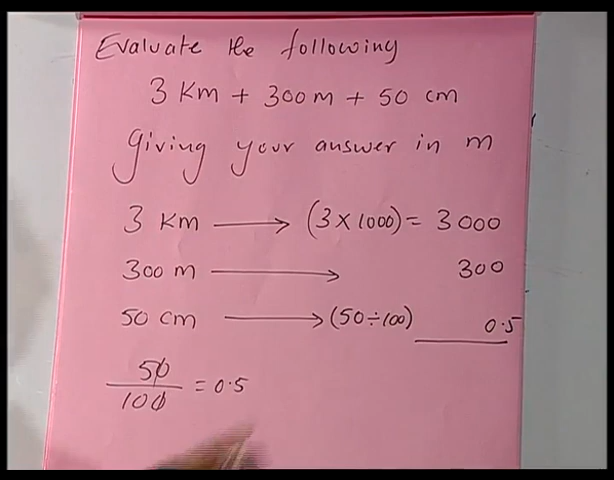 Evaluate the following
3 Km + 300 m + 50 cm
giving your answer in m
3 Km ⟶ (3 × 1000) = 3000
300 m ⟶ 300
50 cm ⟶ (50 ÷ 100) 0.5
50/100 = 0.5